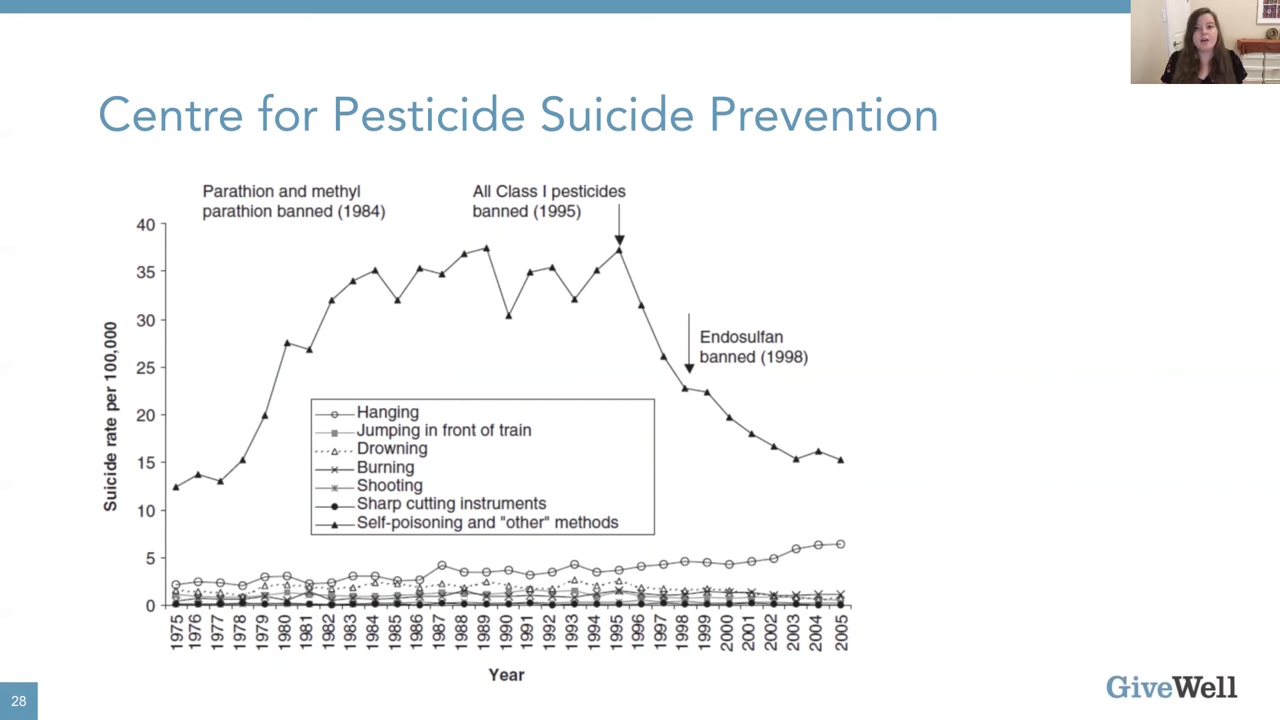 Centre for Pesticide Suicide Prevention
Parathion and methyl
parathion banned (1984)
All Class I pesticides
banned (1995)
Endosulfan
banned (1998)
Suicide rate per 100,000
40
35
30
25
20
15
10
5
0
Hanging
Jumping in front of train
Drowning
Burning
Shooting
Sharp cutting instruments
Self-poisoning and "other" methods
1975
1976
1977
1978
1979
1980
1981
1982
1983
1984
1985
1986
1987
1988
1989
1990
1991
1992
1993
1994
1995
1996
1997
1998
1999
2000
2001
2002
2003
2004
2005
Year
28
GiveWell